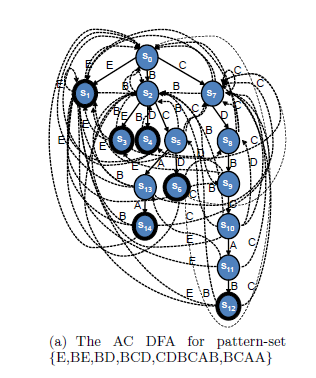 S0
E
E
C
B
C
C
E
S1
B
S2
B
S7
C
E
B
E
B
D
C
B
C
D
E
S3
S4
S5
B
S8
C
E
E
A
D
B
D
B
S13
S6
B
S9
A
C
B
S14
C
S10
E
A
C
E
S11
E
B
B
C
S12
(a) The AC DFA for pattern-set
{E,BE,BD,BCD,CDBCAB,BCAA}